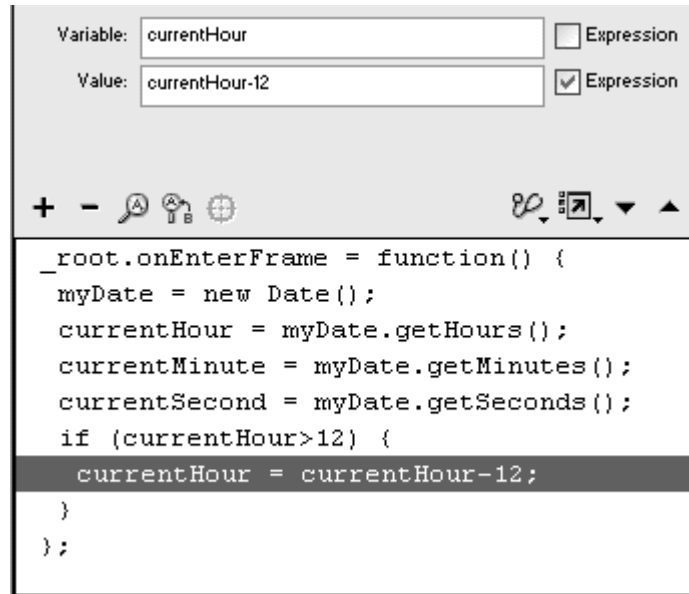 Variable: currentHour Expression
Value: currentHour-12 Expression
_root.onEnterFrame = function() {
myDate = new Date();
currentHour = myDate.getHours();
currentMinute = myDate.getMinutes();
currentSecond = myDate.getSeconds();
if (currentHour>12) {
currentHour = currentHour-12;
}
};